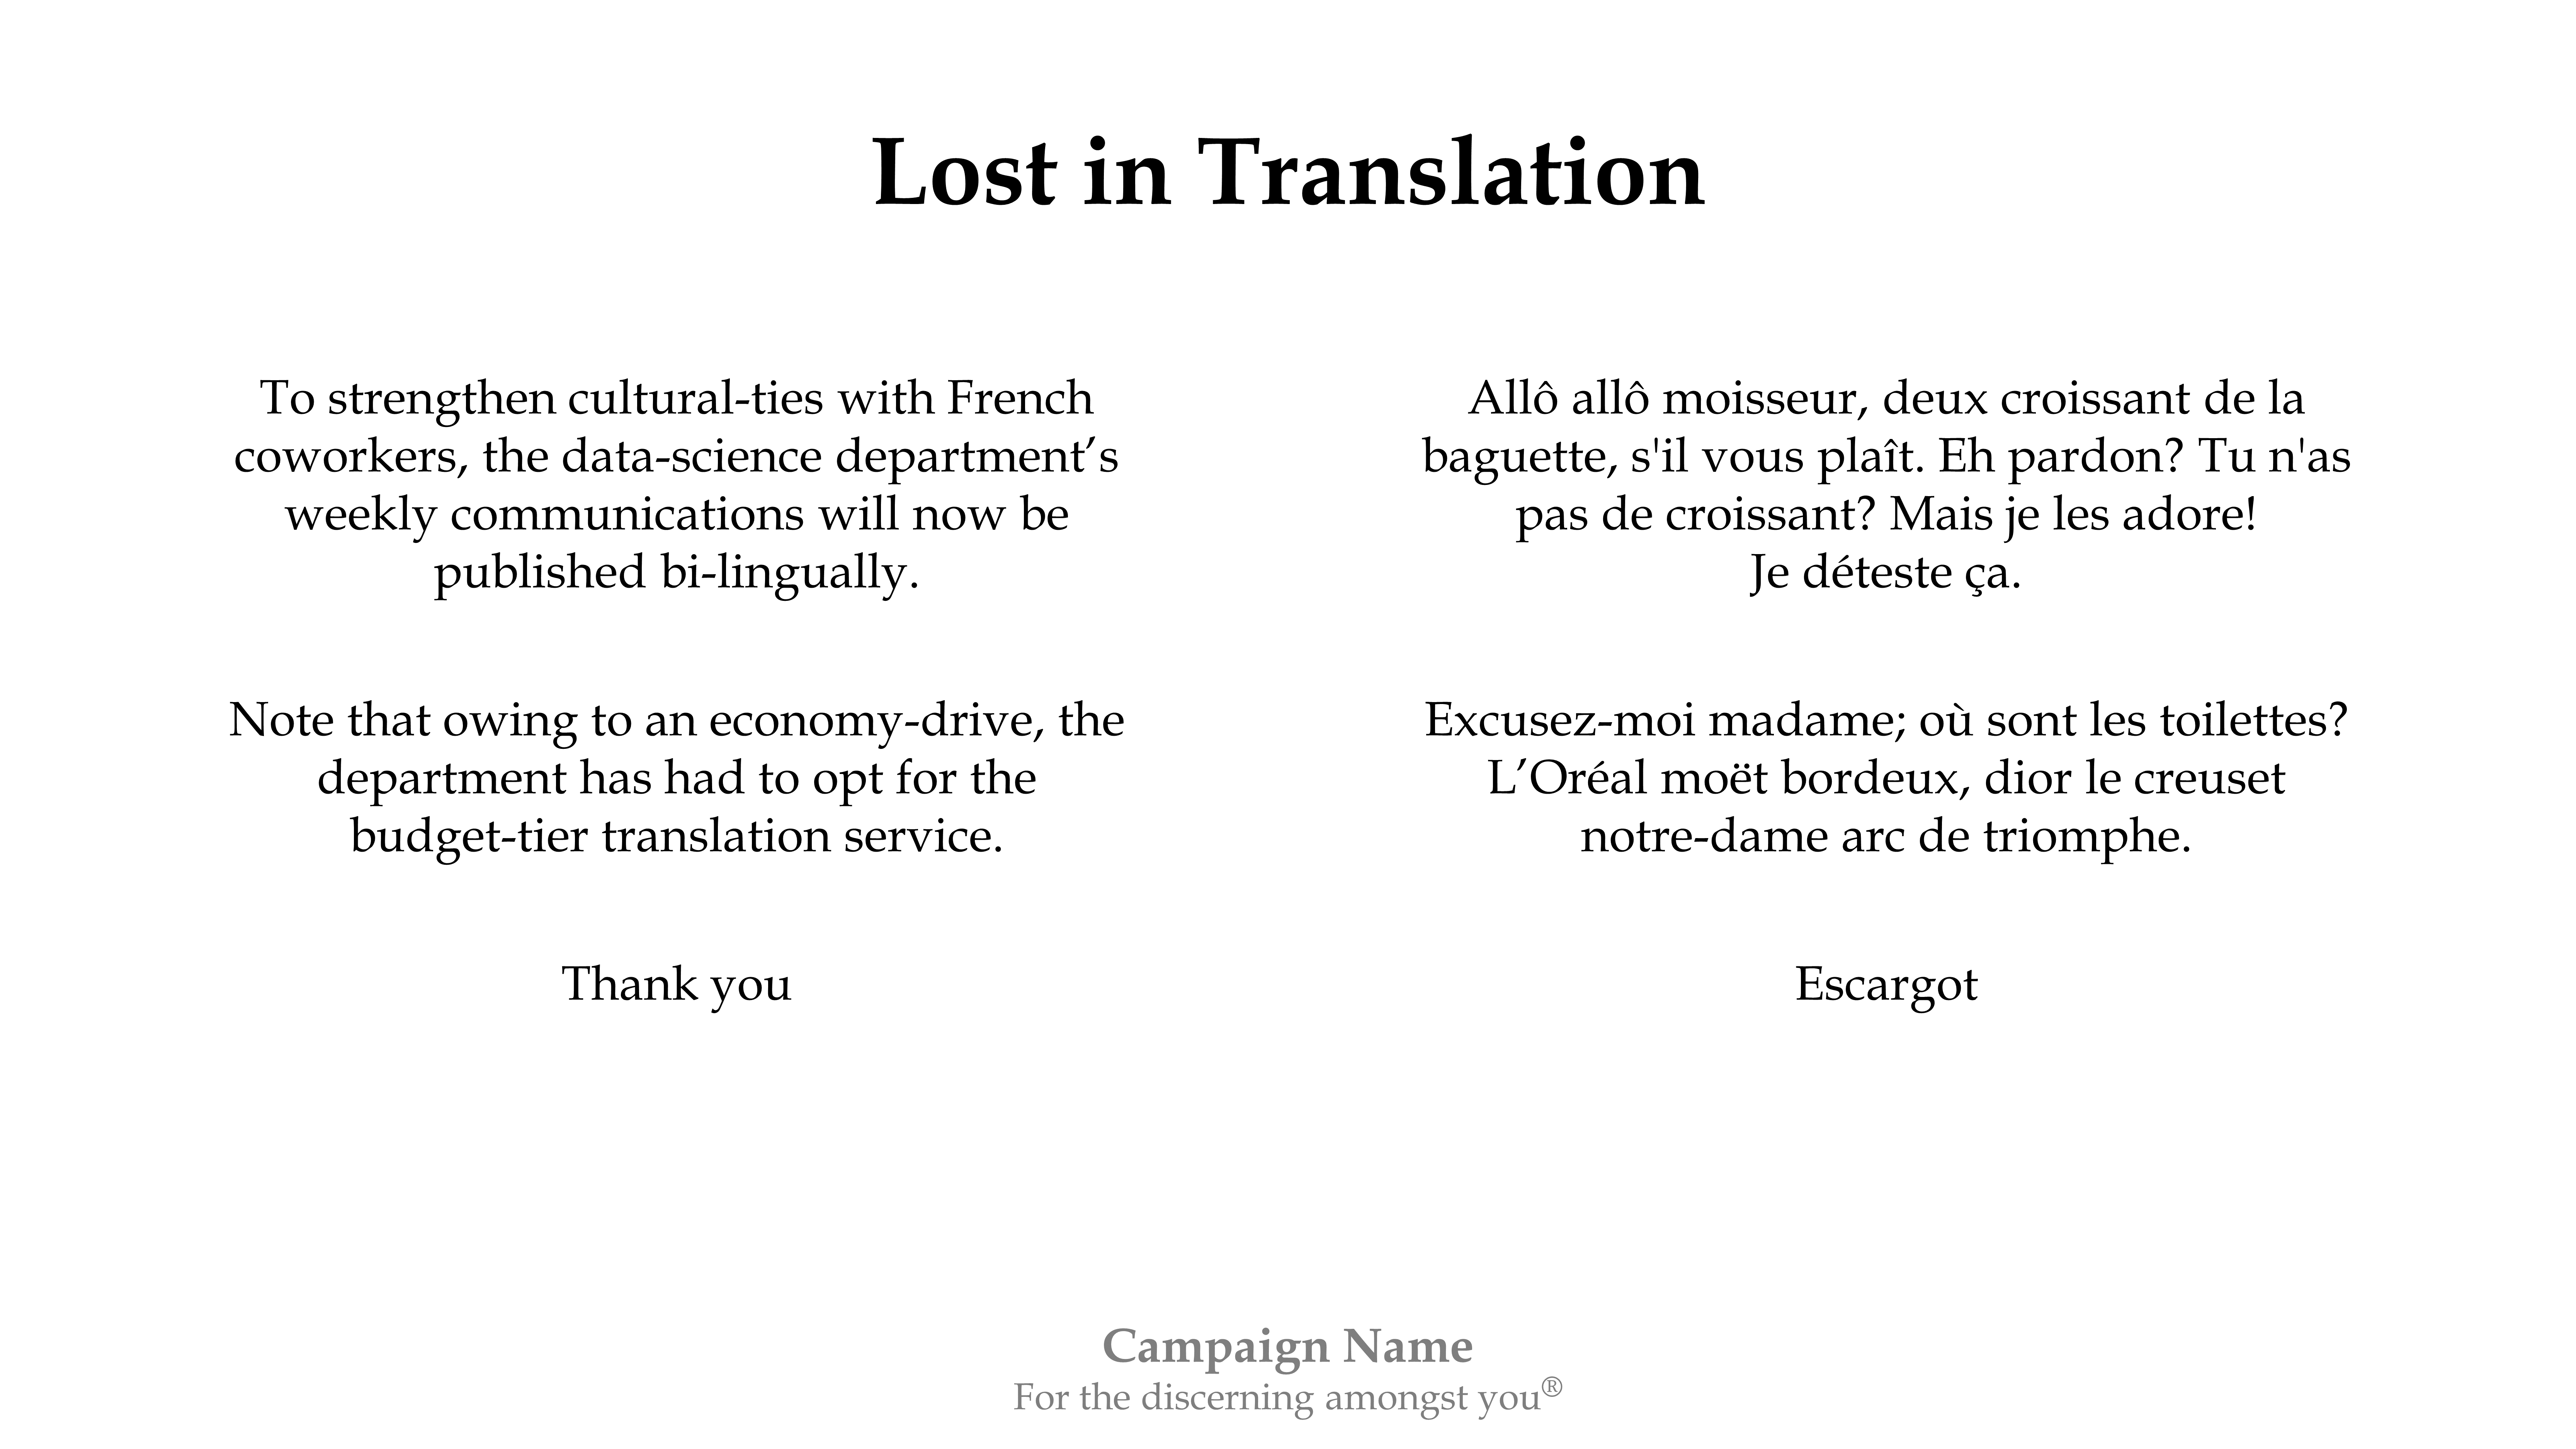 Lost in Translation
To strengthen cultural-ties with French
coworkers, the data-science department’s
weekly communications will now be
published bi-lingually.
Note that owing to an economy-drive, the
department has had to opt for the
budget-tier translation service.
Thank you
Allô allô moisseur, deux croissant de la
baguette, s'il vous plaît. Eh pardon? Tu n'as
pas de croissant? Mais je les adore!
Je déteste ça.
Excusez-moi madame; où sont les toilettes?
L’Oréal moët bordeux, dior le creuset
notre-dame arc de triomphe.
Escargot
Campaign Name
For the discerning amongst you®